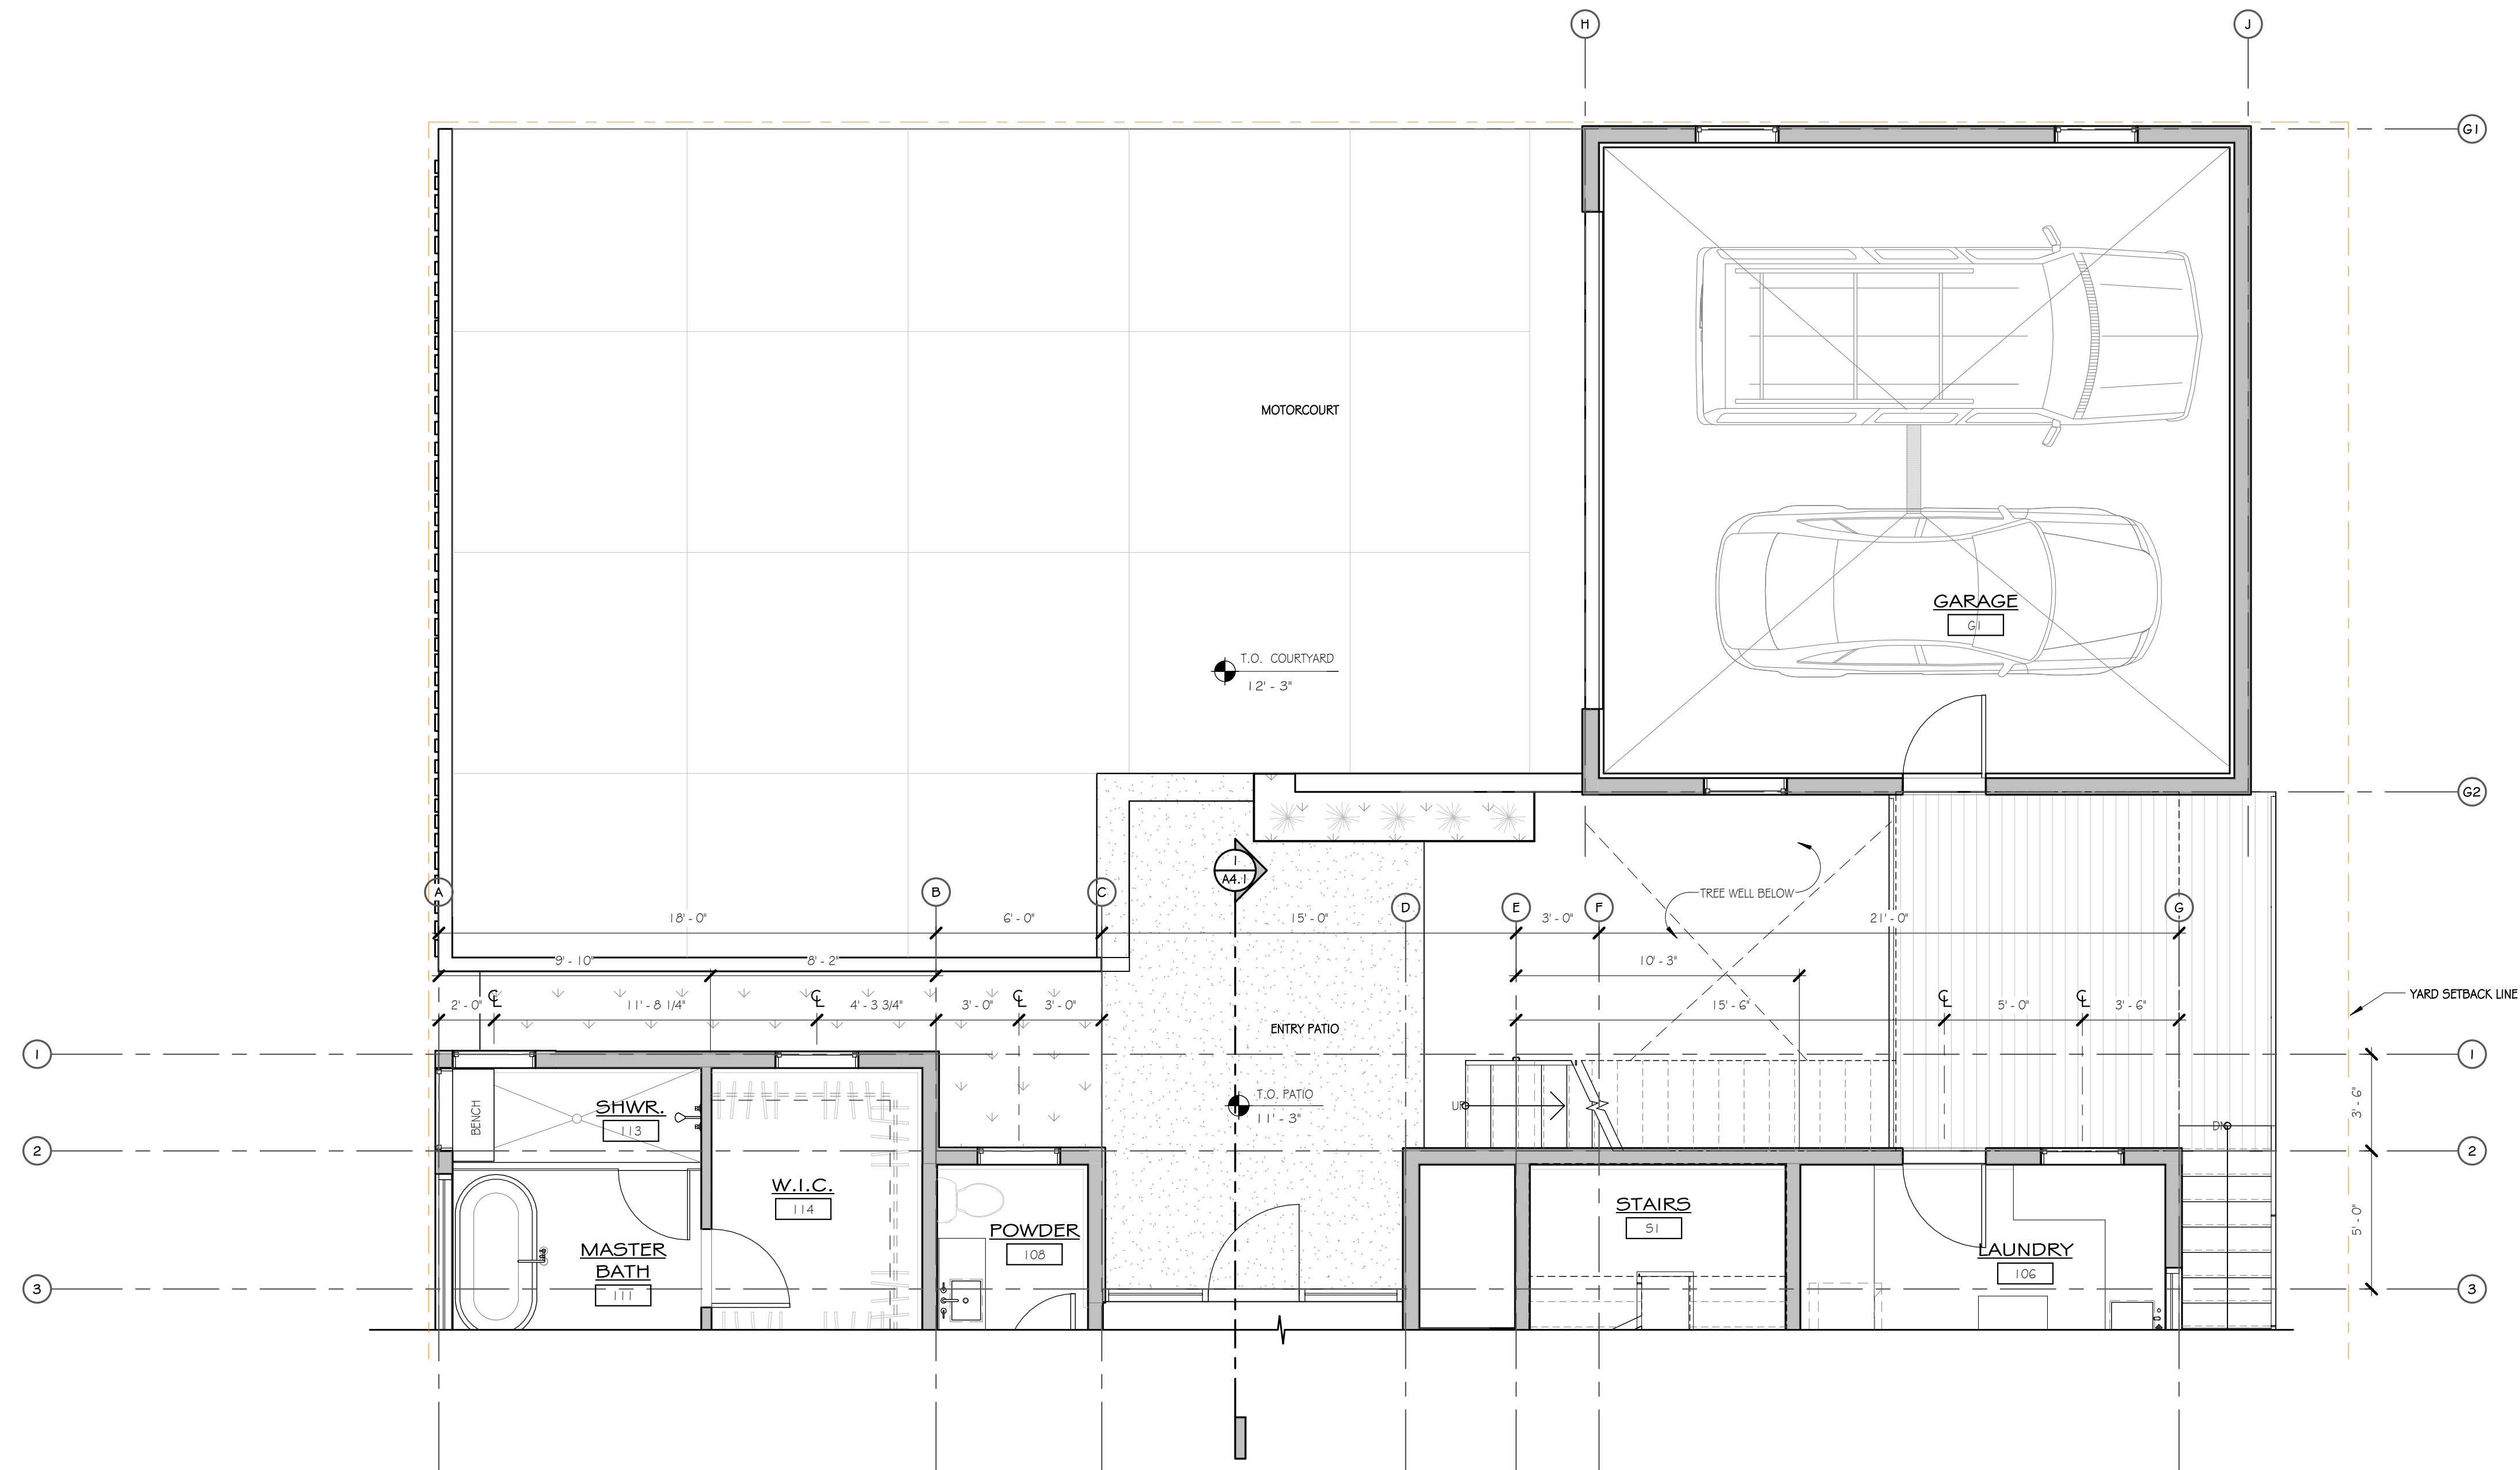 H
J
G1
MOTORCOURT
GARAGE
G1
T.O. COURTYARD
12' - 3"
G2
1
A4.1
A
B
C
D
E
F
G
TREE WELL BELOW
18' - 0"
6' - 0"
15' - 0"
3' - 0"
21' - 0"
9' - 10"
8' - 2"
10' - 3"
2' - 0"
11' - 8 1/4"
4' - 3 3/4"
3' - 0"
3' - 0"
15' - 6"
5' - 0"
3' - 6"
YARD SETBACK LINE
ENTRY PATIO
1
1
T.O. PATIO
11' - 3"
UP
DN
3' - 6"
BENCH
SHWR.
113
2
2
W.I.C.
114
STAIRS
S1
5' - 0"
POWDER
108
MASTER
BATH
111
LAUNDRY
106
3
3